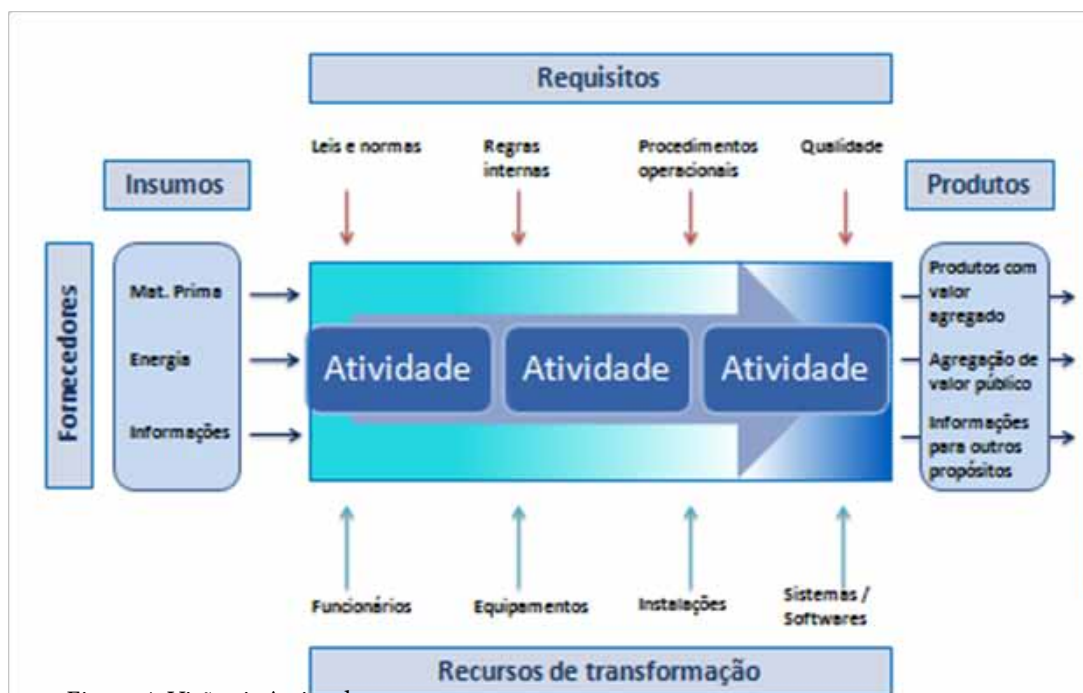 Requisitos
Leis e normas
Regras
internas
Procedimentos
operacionais
Qualidade
Insumos
Produtos
Fornecedores
Mat. Prima
Energia
Informações
Atividade
Atividade
Atividade
Produtos com
valor
agregado
Agregação de
valor público
Informações
para outros
propósitos
Funcionários
Equipamentos
Instalações
Sistemas /
Softwares
Recursos de transformação